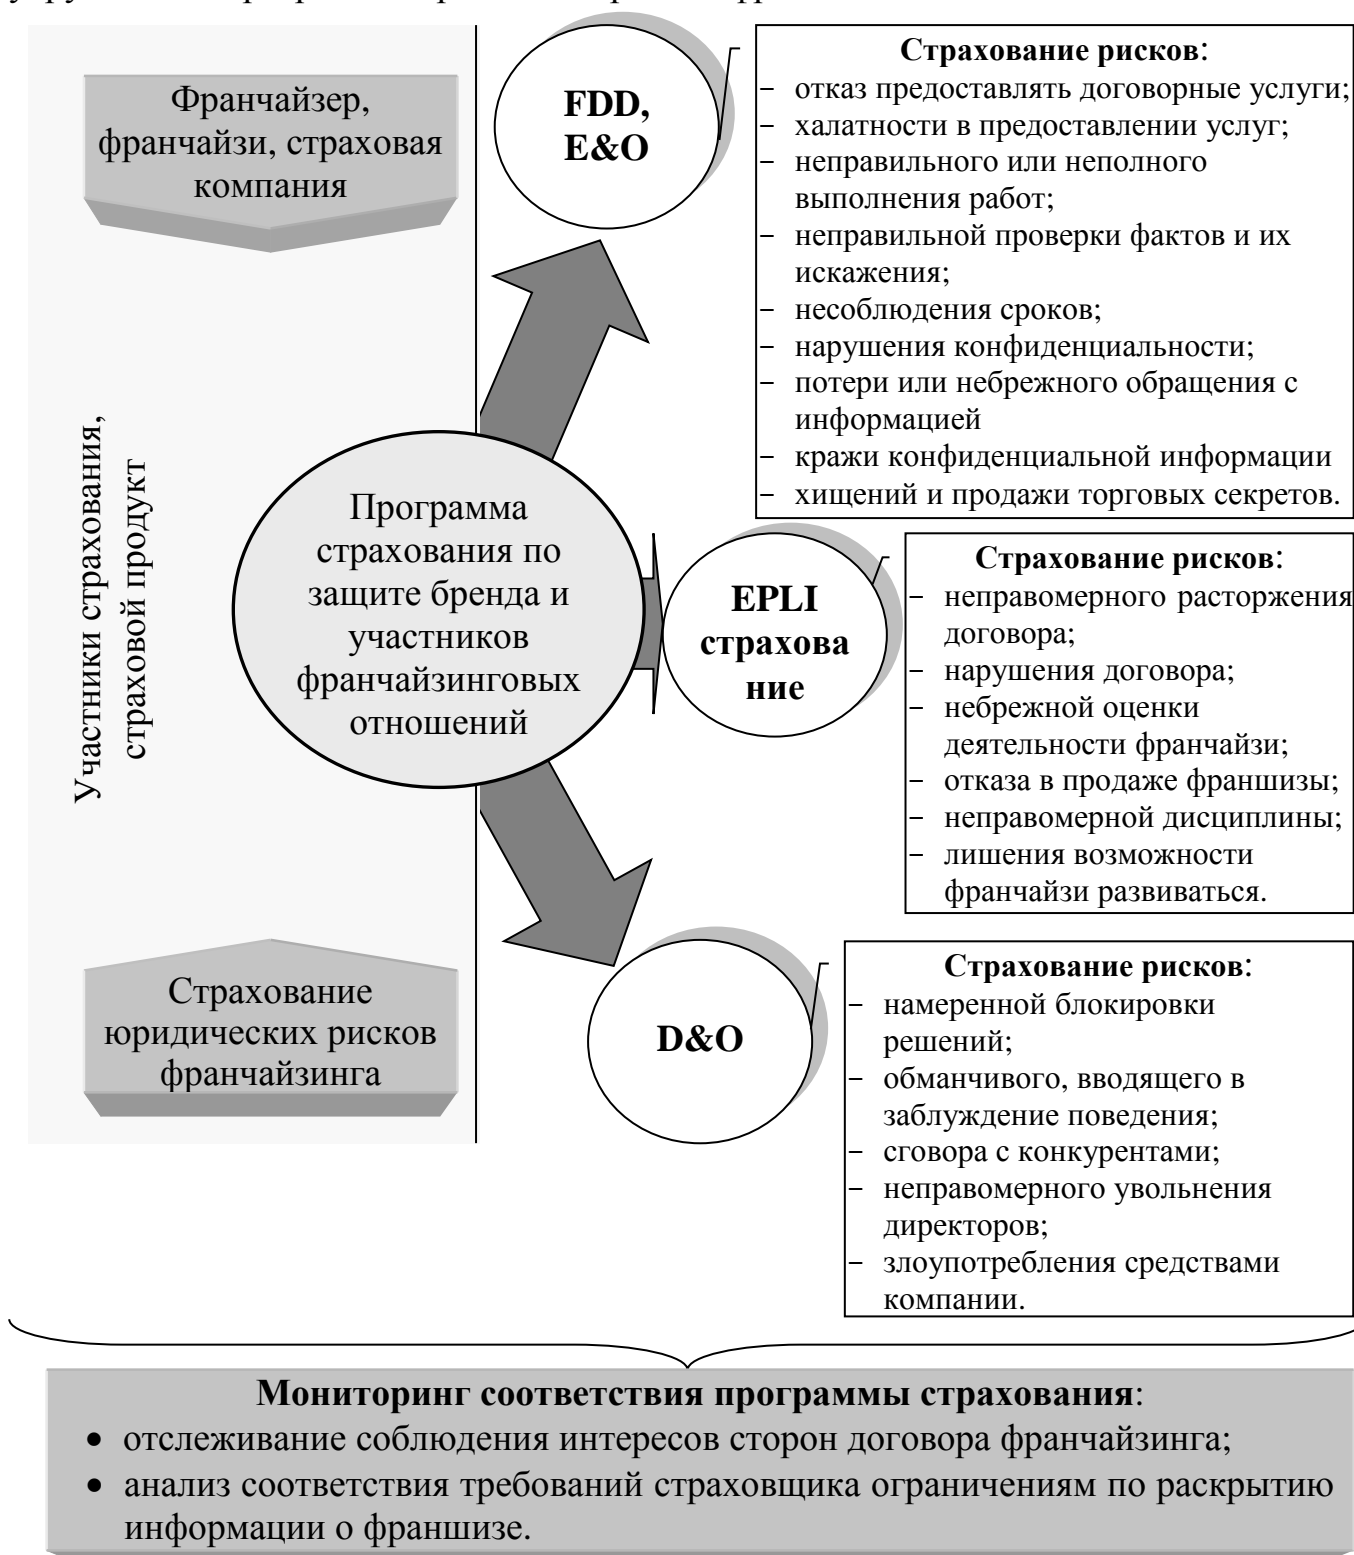 Франчайзер,
франчайзи, страховая
компания
Участники страхования,
страховой продукт
Страхование
юридических рисков
франчайзинга
Программа
страхования по
защите бренда и
участников
франчайзинговых
отношений
FDD,
E&O
Страхование рисков:
− отказ предоставлять договорные услуги;
− халатности в предоставлении услуг;
− неправильного или неполного
выполнения работ;
− неправильной проверки фактов и их
искажения;
− несоблюдения сроков;
− нарушения конфиденциальности;
− потери или небрежного обращения с
информацией
− кражи конфиденциальной информации
− хищений и продажи торговых секретов.
EPLI
страхова
ние
Страхование рисков:
− неправомерного расторжения
договора;
− нарушения договора;
− небрежной оценки
деятельности франчайзи;
− отказа в продаже франшизы;
− неправомерной дисциплины;
− лишения возможности
франчайзи развиваться.
D&O
Страхование рисков:
− намеренной блокировки
решений;
− обманчивого, вводящего в
заблуждение поведения;
− сговора с конкурентами;
− неправомерного увольнения
директоров;
− злоупотребления средствами
компании.
Мониторинг соответствия программы страхования:
• отслеживание соблюдения интересов сторон договора франчайзинга;
• анализ соответствия требований страховщика ограничениям по раскрытию
информации о франшизе.